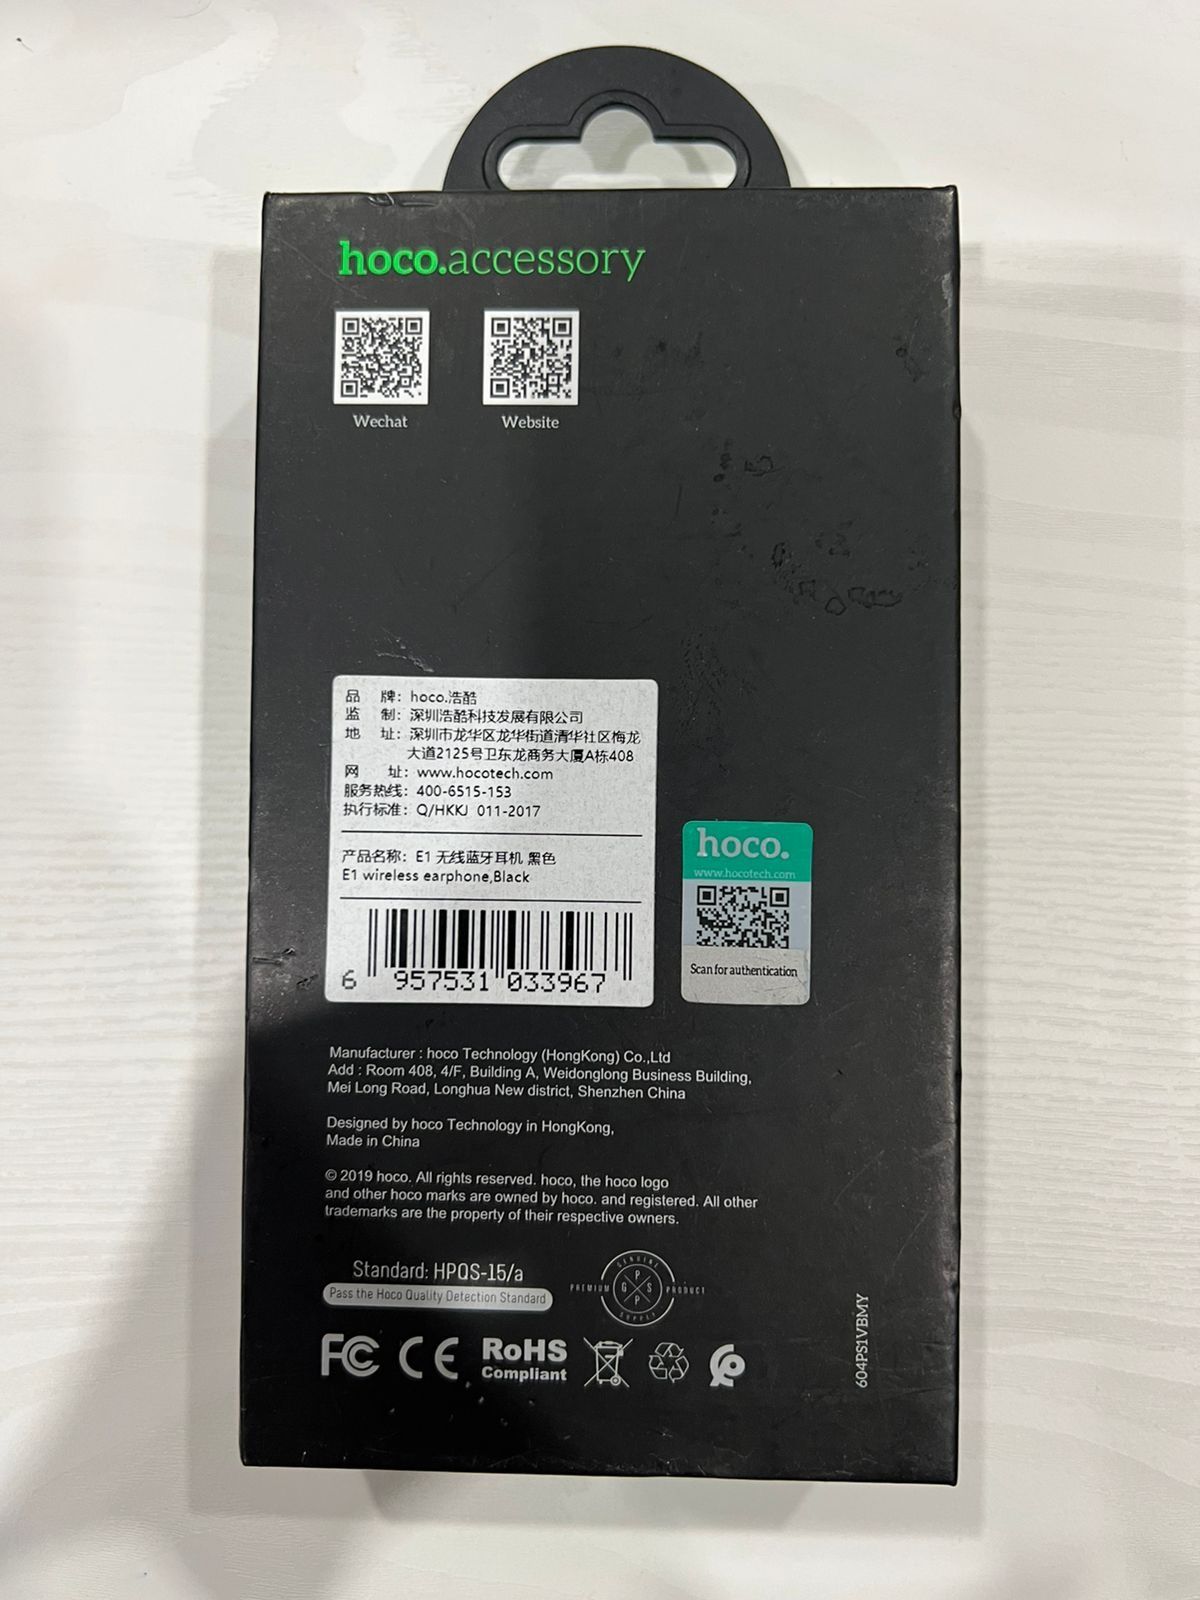 hoco.accessory
Wechat
Website
品 牌：hoco.浩酷
监 制：深圳浩酷科技发展有限公司
地 址：深圳市龙华区龙华街道清华社区梅龙
大道2125号卫东龙商务大厦A栋408
网 址：www.hocotech.com
服务热线：400-6515-153
执行标准：Q/HKKJ 011-2017
产品名称：E1 无线蓝牙耳机 黑色
E1 wireless earphone,Black
6 957531 033967
hoco.
www.hocotech.com
Scan for authentication
Manufacturer : hoco Technology (HongKong) Co.,Ltd
Add : Room 408, 4/F, Building A, Weidonglong Business Building,
Mei Long Road, Longhua New district, Shenzhen China
Designed by hoco Technology in HongKong,
Made in China
© 2019 hoco. All rights reserved. hoco, the hoco logo
and other hoco marks are owned by hoco. and registered. All other
trademarks are the property of their respective owners.
Standard: HPQS-15/a
Pass the Hoco Quality Detection Standard
GENUINE
PREMIUM
P
G S
P
PRODUCT
SUPPLY
FC CE RoHS
Compliant
604PS1VBMY